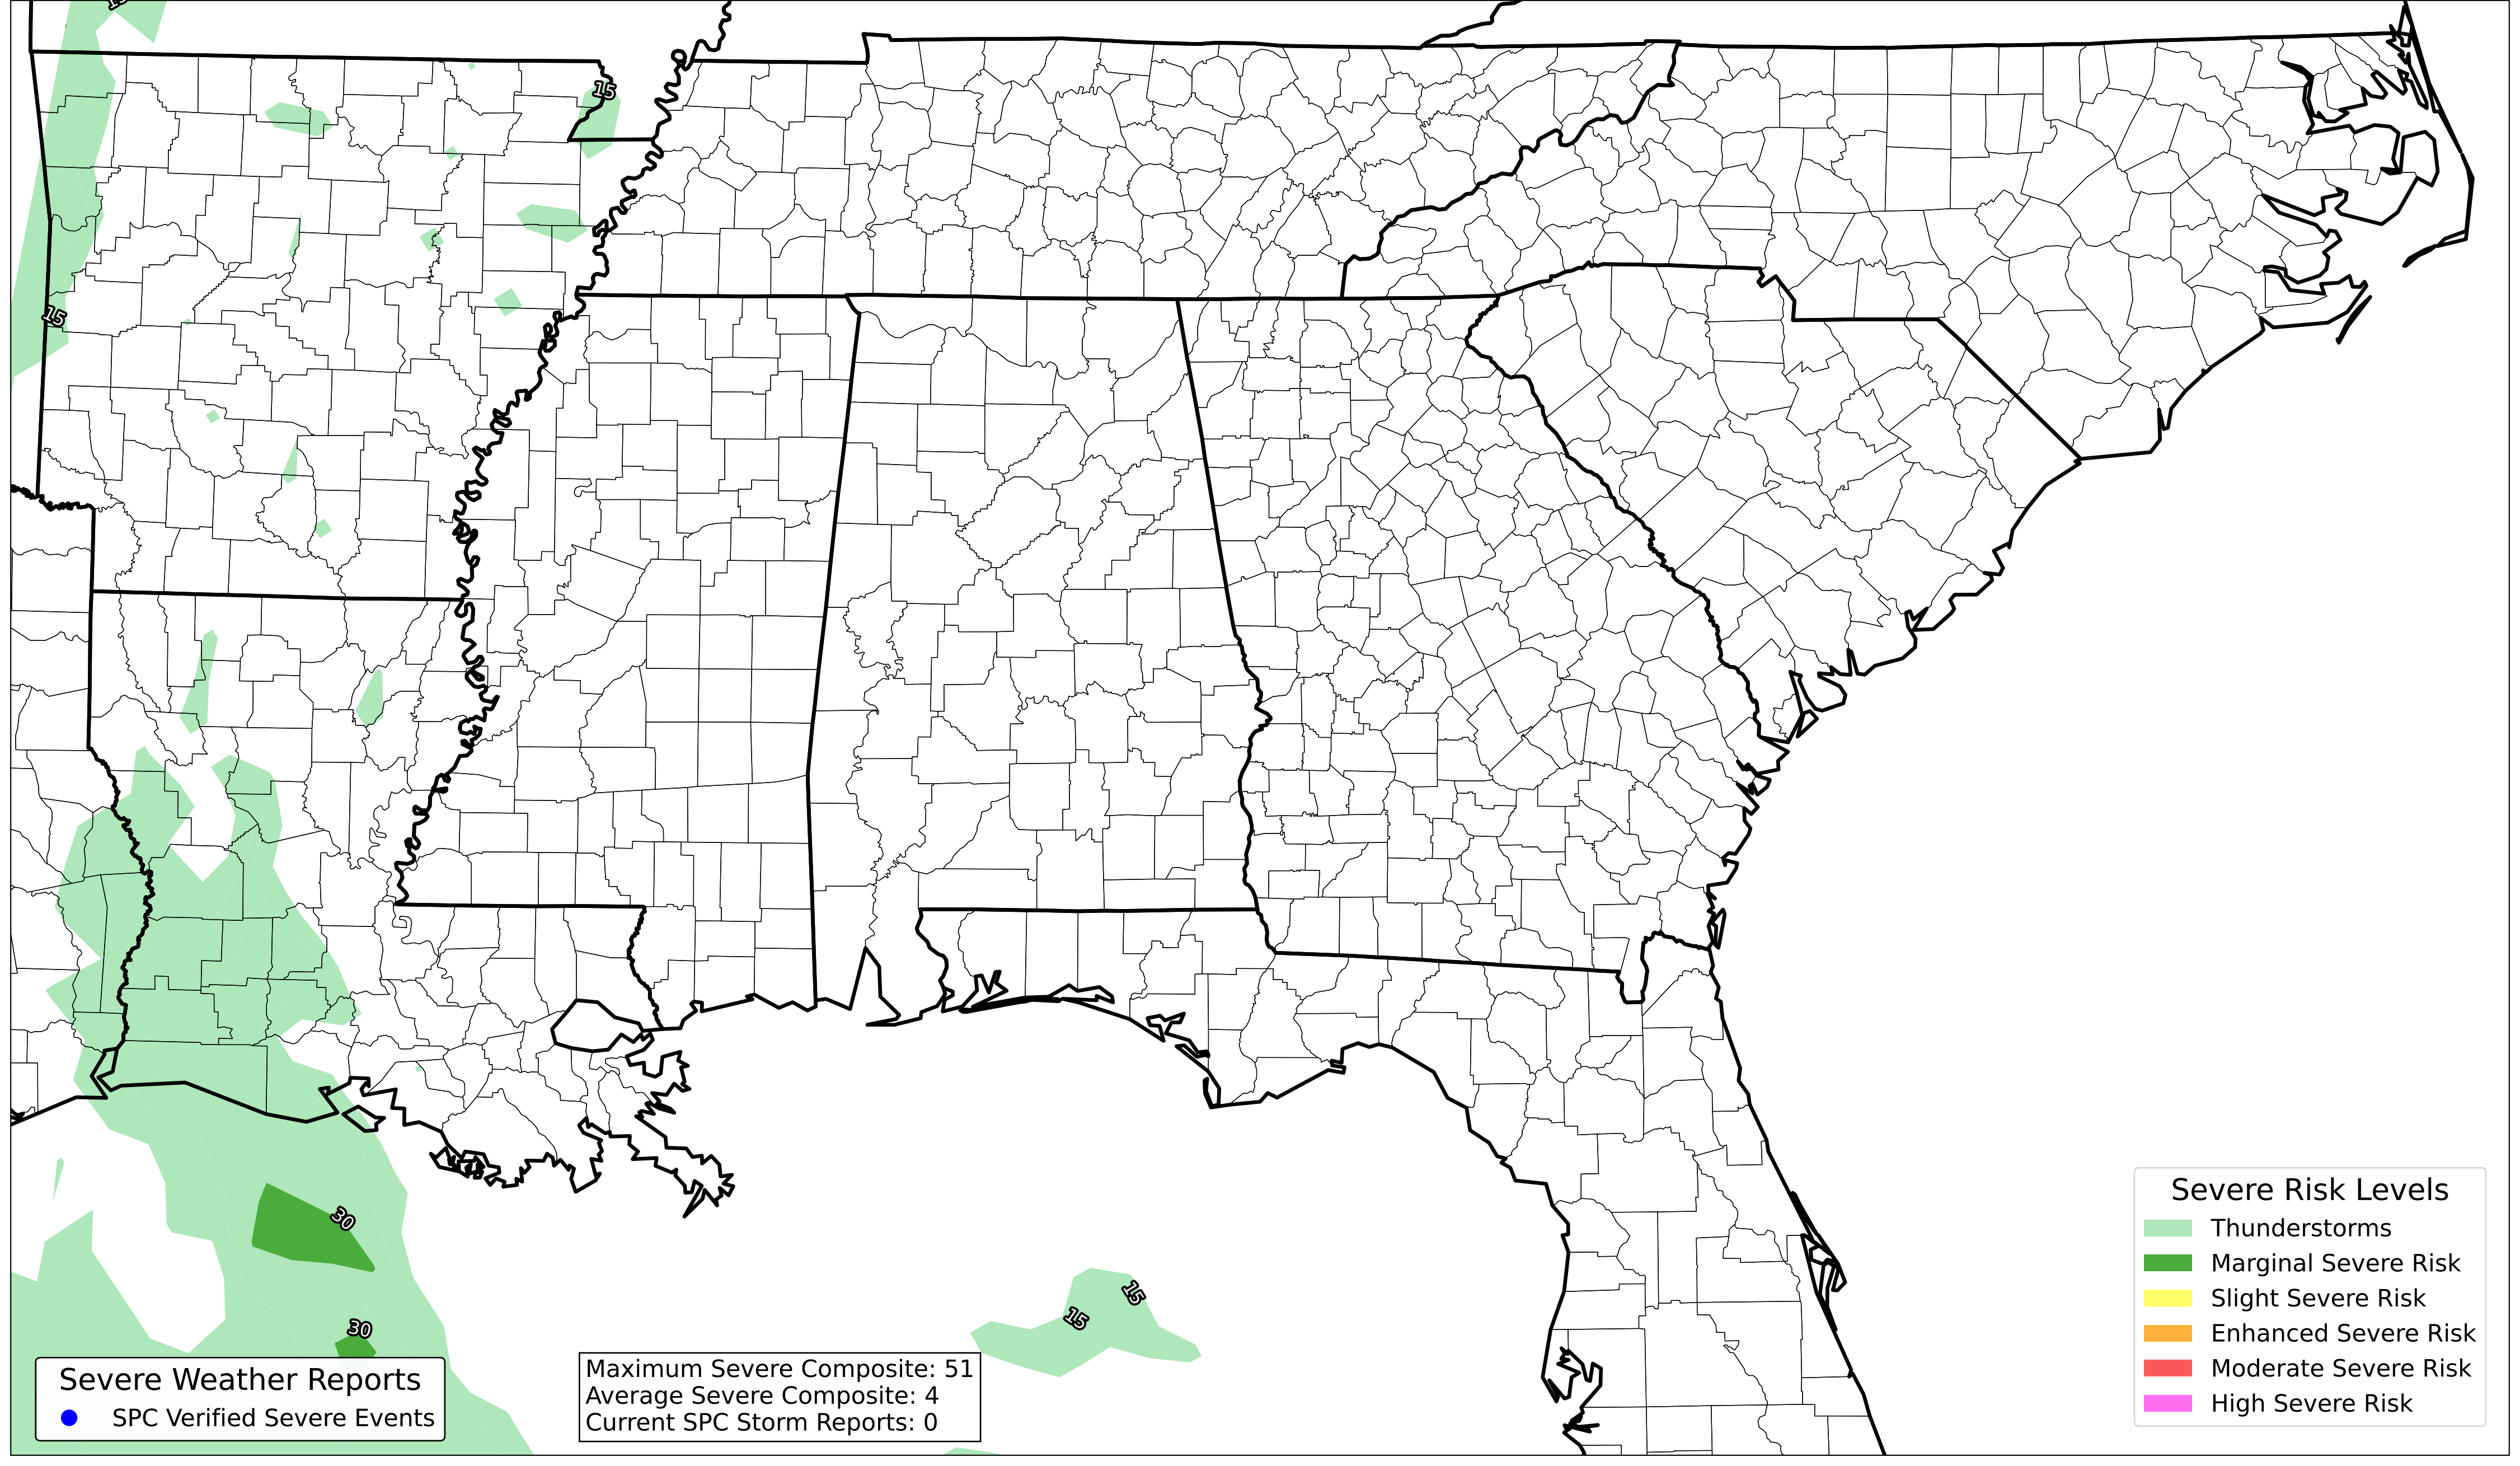 15
15
15
30
30
15
15
Severe Weather Reports
SPC Verified Severe Events
Maximum Severe Composite: 51
Average Severe Composite: 4
Current SPC Storm Reports: 0
Severe Risk Levels
Thunderstorms
Marginal Severe Risk
Slight Severe Risk
Enhanced Severe Risk
Moderate Severe Risk
High Severe Risk